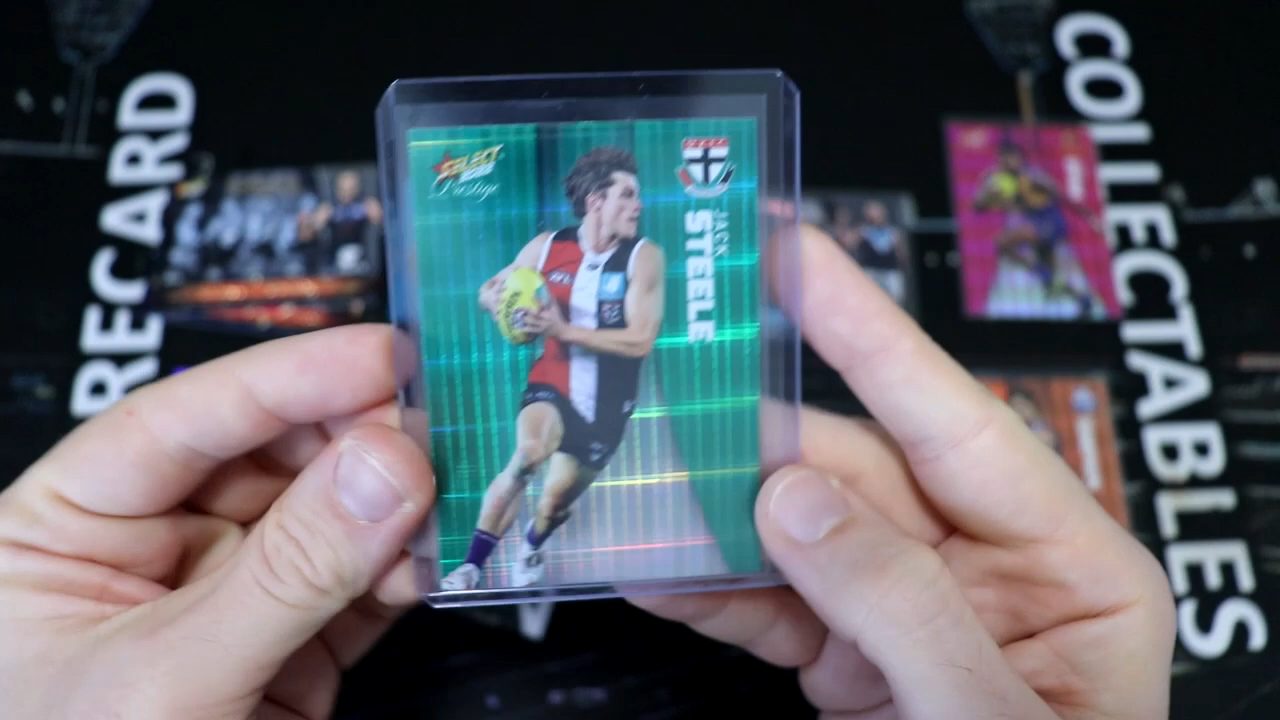 RECARD
COLLECTABLES
SELECT
Prestige
JACK
STEELE